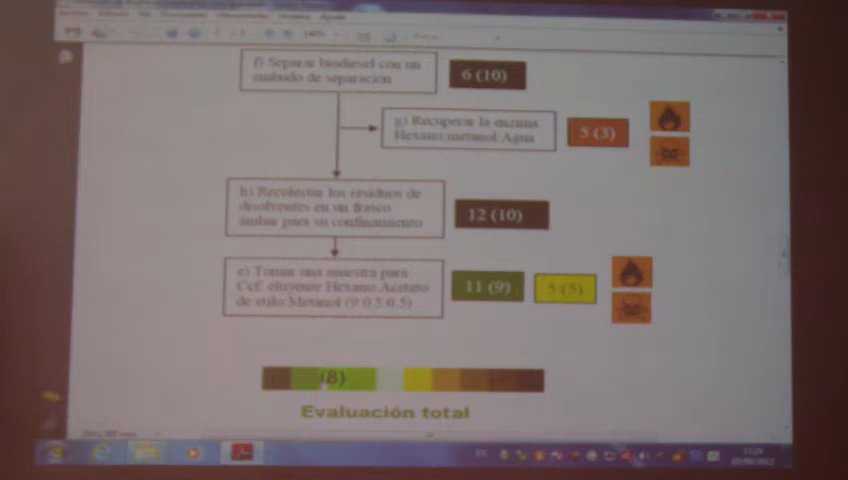 f) Separar biodiesel con un
embudo de separación
6 (10)
g) Recuperar la enzima
Hexano:metanol:Agua
5 (3)
h) Recolectar los residuos de
disolventes en un frasco
ámbar para su confinamiento
12 (10)
e) Tomar una muestra para
Ccf: eluyente Hexano:Acetato
de etilo:Metanol (9:0.5:0.5)
11 (9)
5 (5)
(8)
Evaluación total